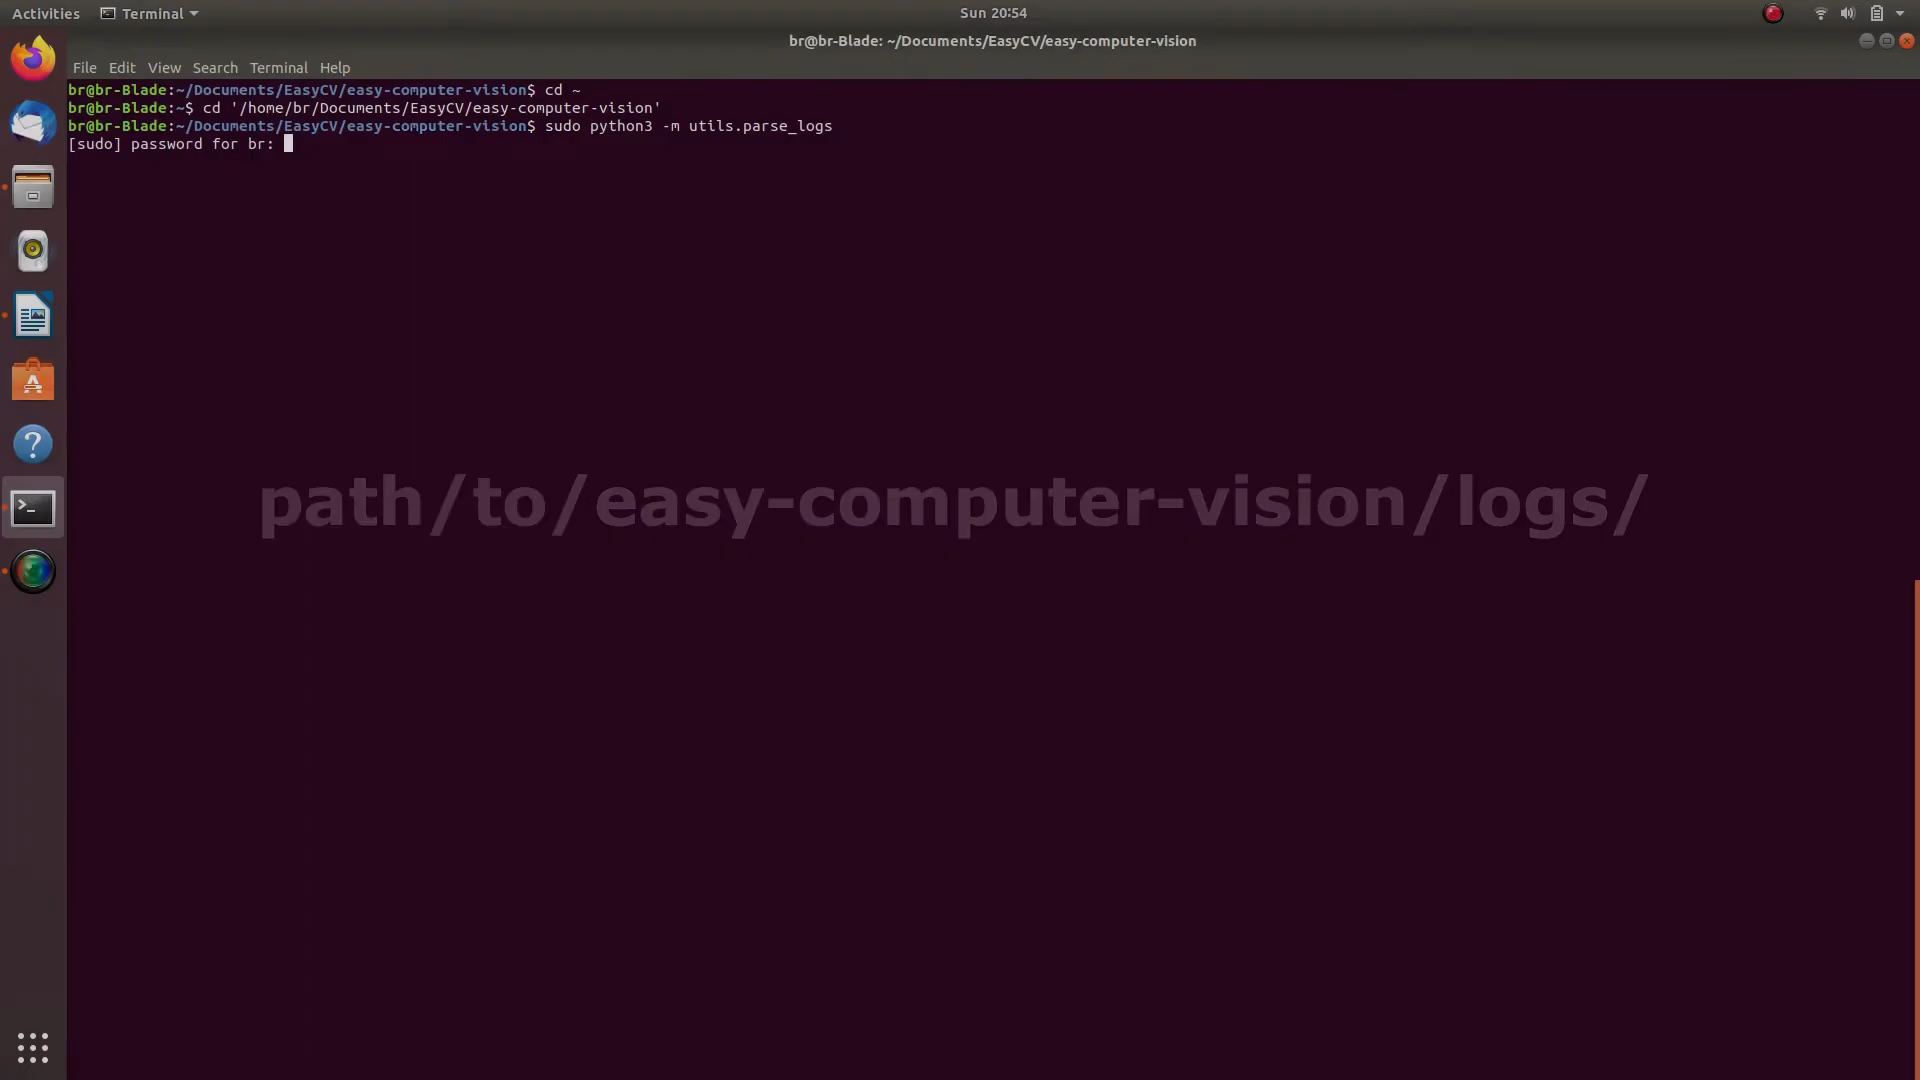 Activities Terminal Sun 20:54
br@br-Blade: ~/Documents/EasyCV/easy-computer-vision
File Edit View Search Terminal Help
br@br-Blade:~/Documents/EasyCV/easy-computer-vision$ cd ~
br@br-Blade:~$ cd '/home/br/Documents/EasyCV/easy-computer-vision'
br@br-Blade:~/Documents/EasyCV/easy-computer-vision$ sudo python3 -m utils.parse_logs
[sudo] password for br:
path/to/easy-computer-vision/logs/